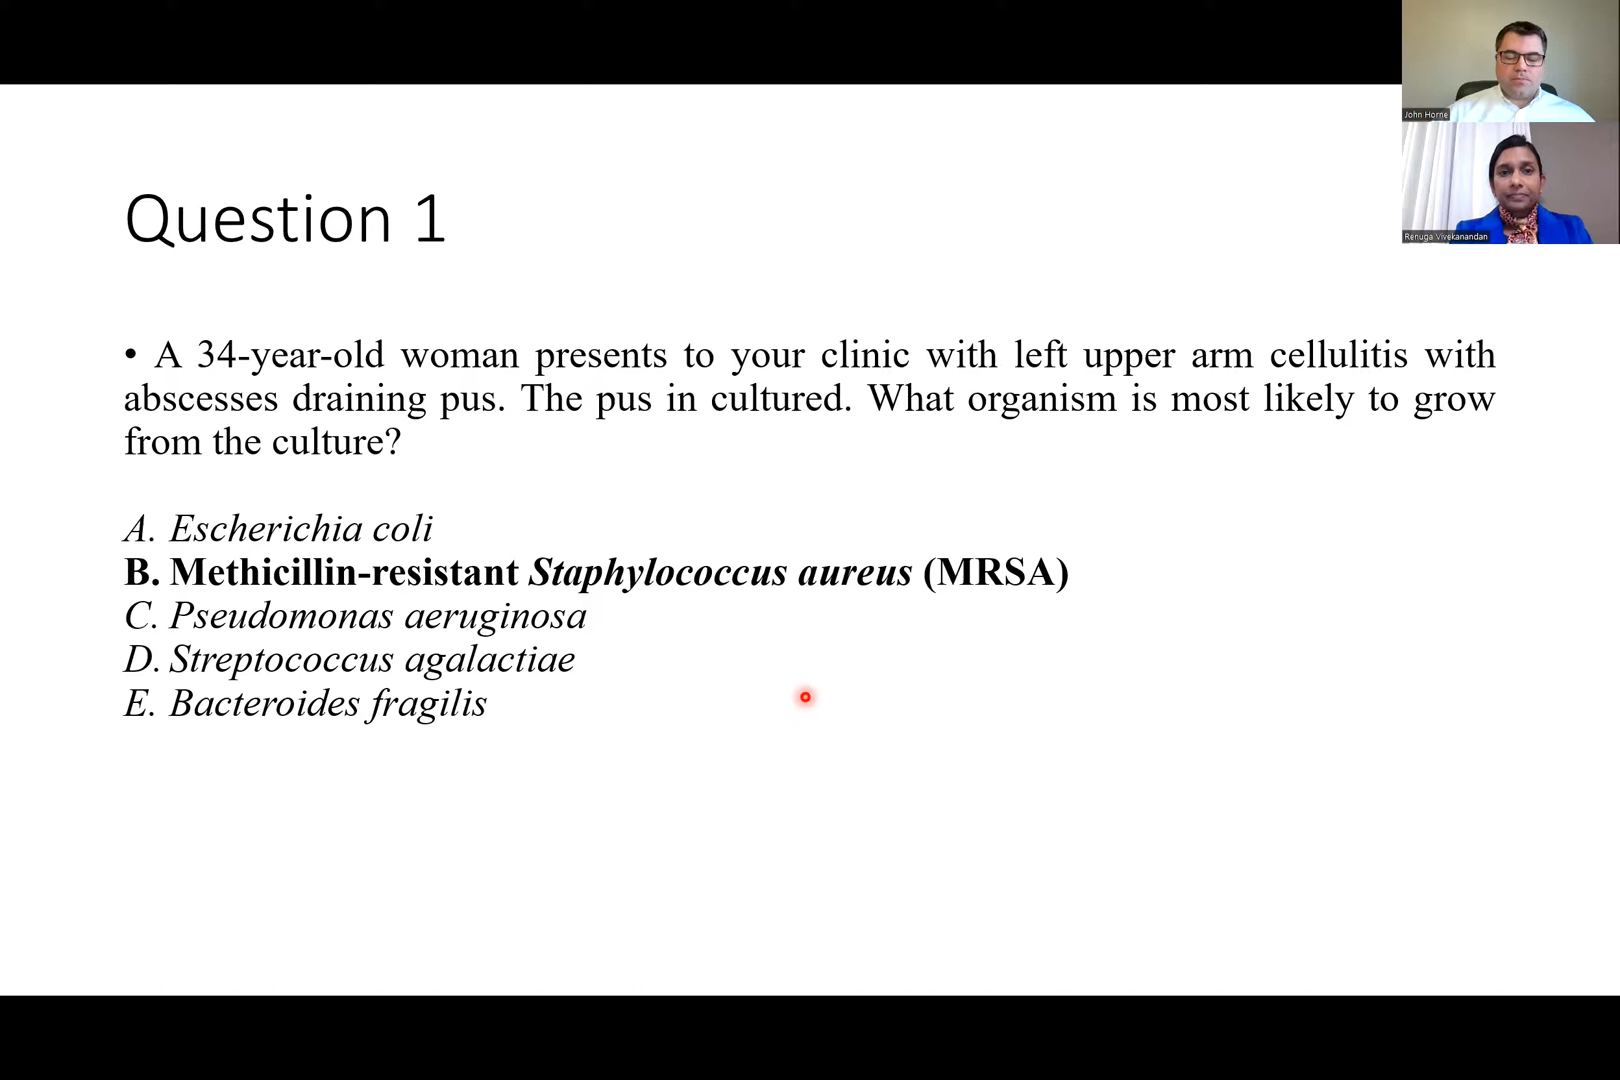 John Horne
Renuga Vivekanandan
Question 1
• A 34-year-old woman presents to your clinic with left upper arm cellulitis with
abscesses draining pus. The pus in cultured. What organism is most likely to grow
from the culture?
A. Escherichia coli
B. Methicillin-resistant Staphylococcus aureus (MRSA)
C. Pseudomonas aeruginosa
D. Streptococcus agalactiae
E. Bacteroides fragilis